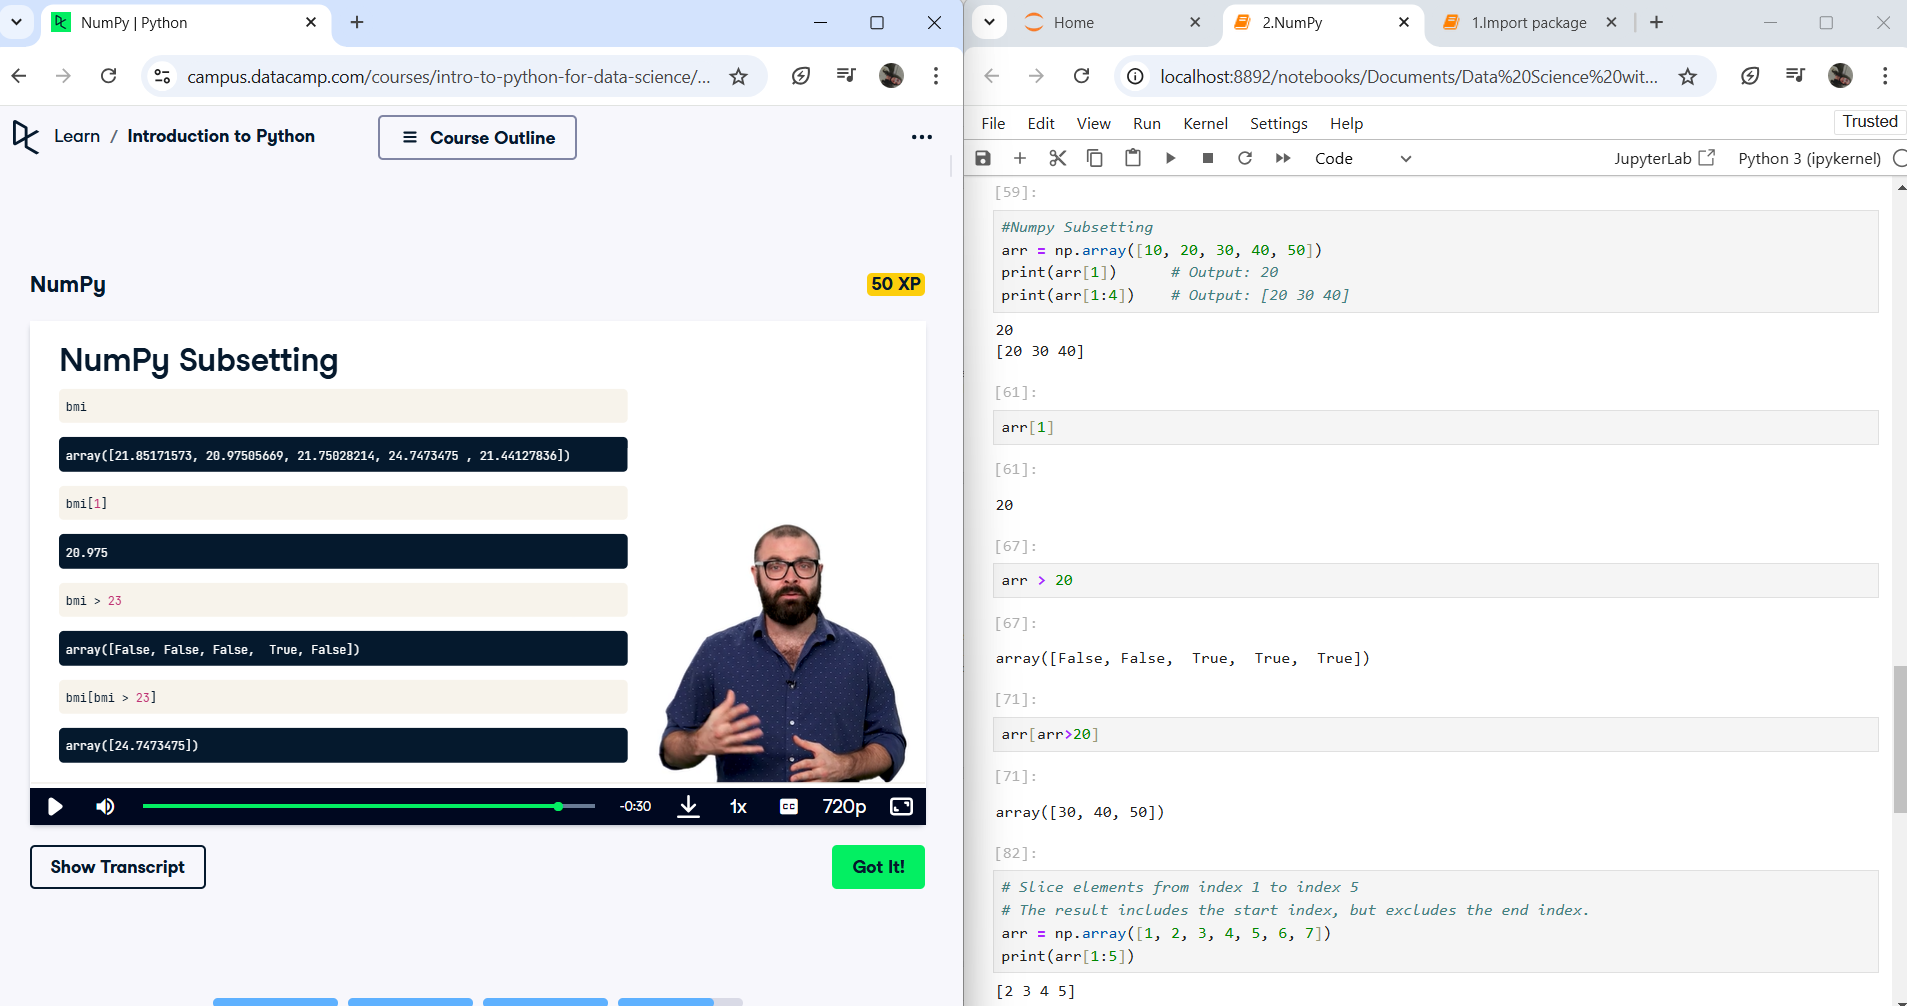 NumPy | Python
campus.datacamp.com/courses/intro-to-python-for-data-science/...
Learn / Introduction to Python
Course Outline
NumPy
50 XP
NumPy Subsetting
bmi
array([21.85171573, 20.97505669, 21.75028214, 24.7473475 , 21.44127836])
bmi[1]
20.975
bmi > 23
array([False, False, False,  True, False])
bmi[bmi > 23]
array([24.7473475])
-0:30
1x
CC
720p
Show Transcript
Got It!
Home
2.NumPy
1.Import package
localhost:8892/notebooks/Documents/Data%20Science%20wit...
File Edit View Run Kernel Settings Help
Trusted
Code
JupyterLab
Python 3 (ipykernel)
[59]:
#Numpy Subsetting
arr = np.array([10, 20, 30, 40, 50])
print(arr[1])      # Output: 20
print(arr[1:4])    # Output: [20 30 40]
20
[20 30 40]
[61]:
arr[1]
[61]:
20
[67]:
arr > 20
[67]:
array([False, False,  True,  True,  True])
[71]:
arr[arr>20]
[71]:
array([30, 40, 50])
[82]:
# Slice elements from index 1 to index 5
# The result includes the start index, but excludes the end index.
arr = np.array([1, 2, 3, 4, 5, 6, 7])
print(arr[1:5])
[2 3 4 5]